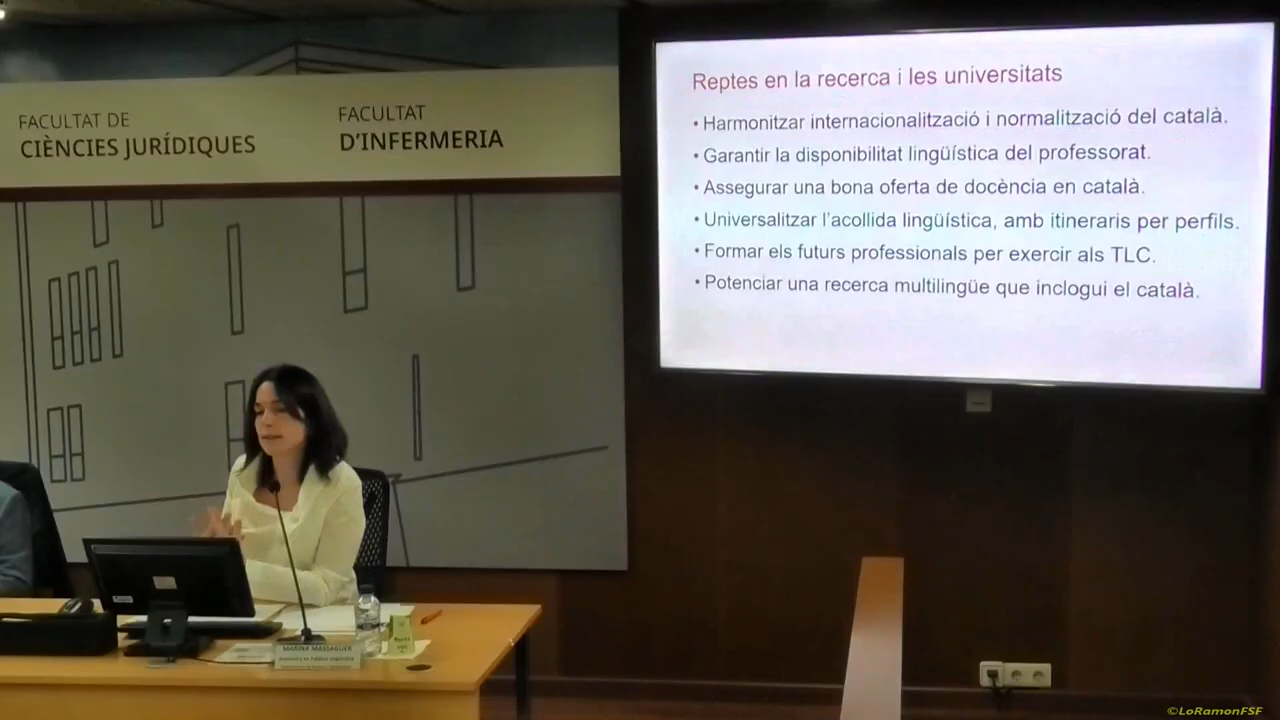 FACULTAT DE
CIÈNCIES JURÍDIQUES
FACULTAT
D'INFERMERIA
Reptes en la recerca i les universitats
• Harmonitzar internacionalització i normalització del català.
• Garantir la disponibilitat lingüística del professorat.
• Assegurar una bona oferta de docència en català.
• Universalitzar l'acollida lingüística, amb itineraris per perfils.
• Formar els futurs professionals per exercir als TLC.
• Potenciar una recerca multilingüe que inclogui el català.
MARINA MASSAGUER
©LoRamonFSF